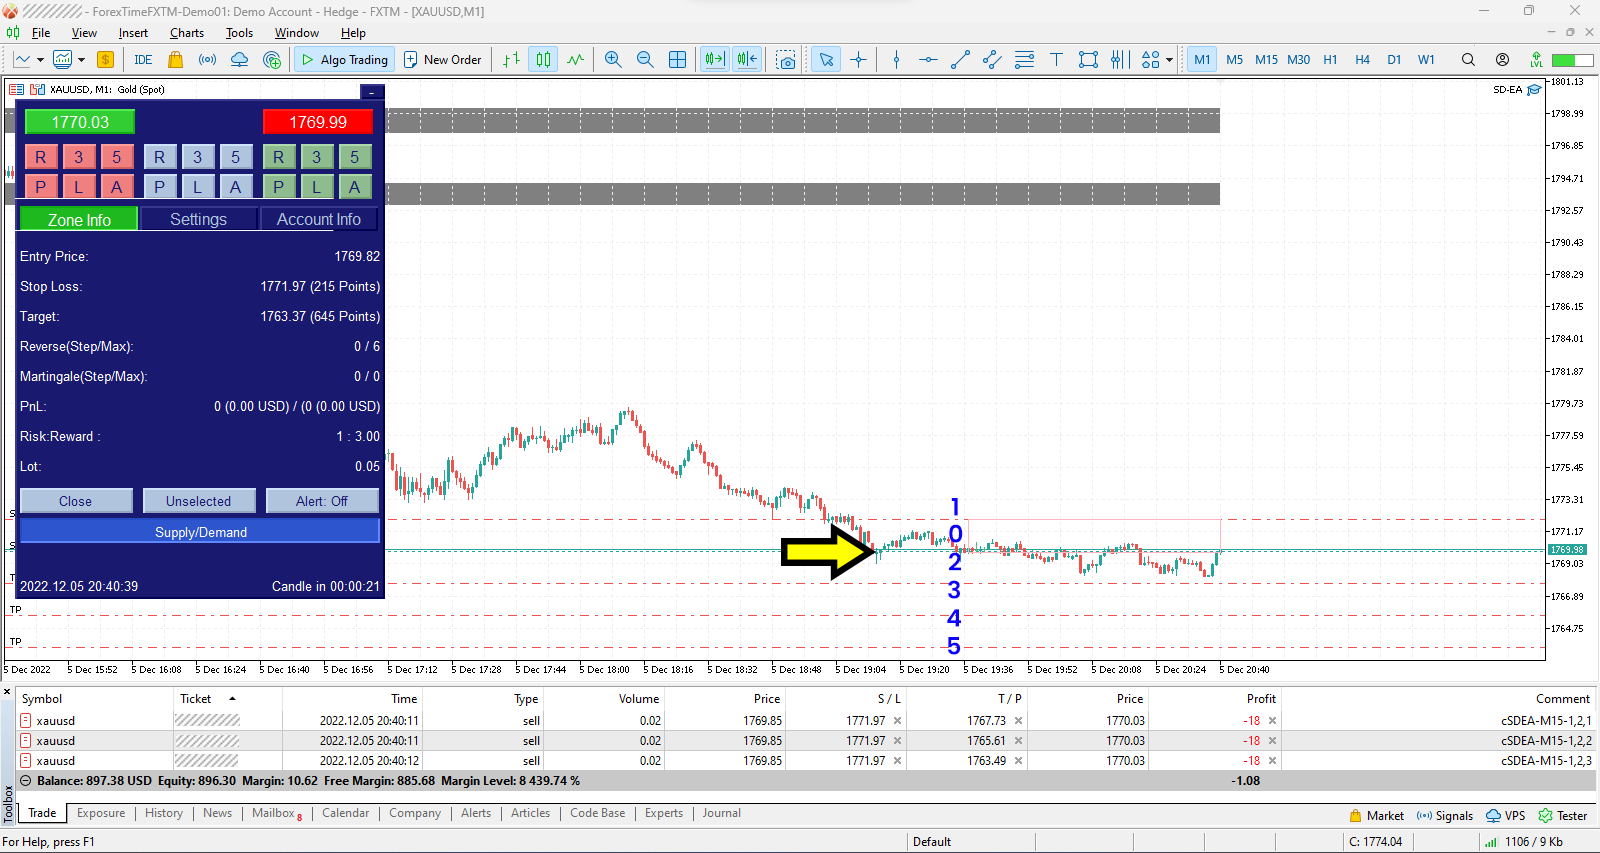 - ForexTimeFXTM-Demo01: Demo Account - Hedge - FXTM - [XAUUSD,M1]
File View Insert Charts Tools Window Help
IDE Algo Trading New Order M1 M5 M15 M30 H1 H4 D1 W1 LVL
XAUUSD, M1: Gold (Spot)
SD-EA
1770.03 1769.99
R 3 5 R 3 5 R 3 5
P L A P L A P L A
Zone Info Settings Account Info
Entry Price: 1769.82
Stop Loss: 1771.97 (215 Points)
Target: 1763.37 (645 Points)
Reverse(Step/Max): 0 / 6
Martingale(Step/Max): 0 / 0
PnL: 0 (0.00 USD) / (0 (0.00 USD)
Risk:Reward : 1 : 3.00
Lot: 0.05
Close Unselected Alert: Off
Supply/Demand
2022.12.05 20:40:39 Candle in 00:00:21
TP
TP
1
0
2
3
4
5
1801.13
1798.99
1796.85
1794.71
1792.57
1790.43
1788.29
1786.15
1784.01
1781.87
1779.73
1777.59
1775.45
1773.31
1771.17
1769.98
1769.03
1766.89
1764.75
5 Dec 2022 5 Dec 15:52 5 Dec 16:08 5 Dec 16:24 5 Dec 16:40 5 Dec 16:56 5 Dec 17:12 5 Dec 17:28 5 Dec 17:44 5 Dec 18:00 5 Dec 18:16 5 Dec 18:32 5 Dec 18:48 5 Dec 19:04 5 Dec 19:20 5 Dec 19:36 5 Dec 19:52 5 Dec 20:08 5 Dec 20:24 5 Dec 20:40
Symbol Ticket Time Type Volume Price S / L T / P Price Profit Comment
xauusd 2022.12.05 20:40:11 sell 0.02 1769.85 1771.97 1767.73 1770.03 -18 cSDEA-M15-1,2,1
xauusd 2022.12.05 20:40:11 sell 0.02 1769.85 1771.97 1765.61 1770.03 -18 cSDEA-M15-1,2,2
xauusd 2022.12.05 20:40:12 sell 0.02 1769.85 1771.97 1763.49 1770.03 -18 cSDEA-M15-1,2,3
Balance: 897.38 USD Equity: 896.30 Margin: 10.62 Free Margin: 885.68 Margin Level: 8 439.74 % -1.08
Toolbox
Trade Exposure History News Mailbox 8 Calendar Company Alerts Articles Code Base Experts Journal
Market Signals VPS Tester
For Help, press F1 Default C: 1774.04 1106 / 9 Kb